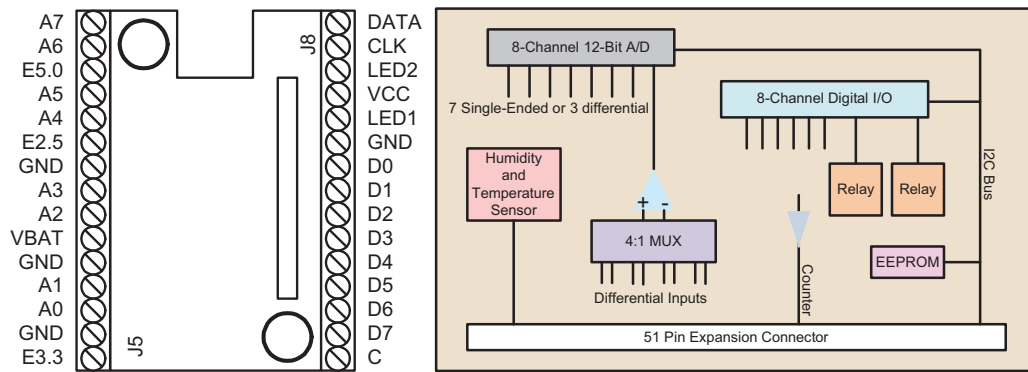 A7
A6
E5.0
A5
A4
E2.5
GND
A3
A2
VBAT
GND
A1
A0
GND
E3.3
J5
J8
DATA
CLK
LED2
VCC
LED1
GND
D0
D1
D2
D3
D4
D5
D6
D7
C
8-Channel 12-Bit A/D
7 Single-Ended or 3 differential
8-Channel Digital I/O
Humidity
and
Temperature
Sensor
+ -
4:1 MUX
Differential Inputs
Relay
Relay
I2C Bus
EEPROM
Counter
51 Pin Expansion Connector